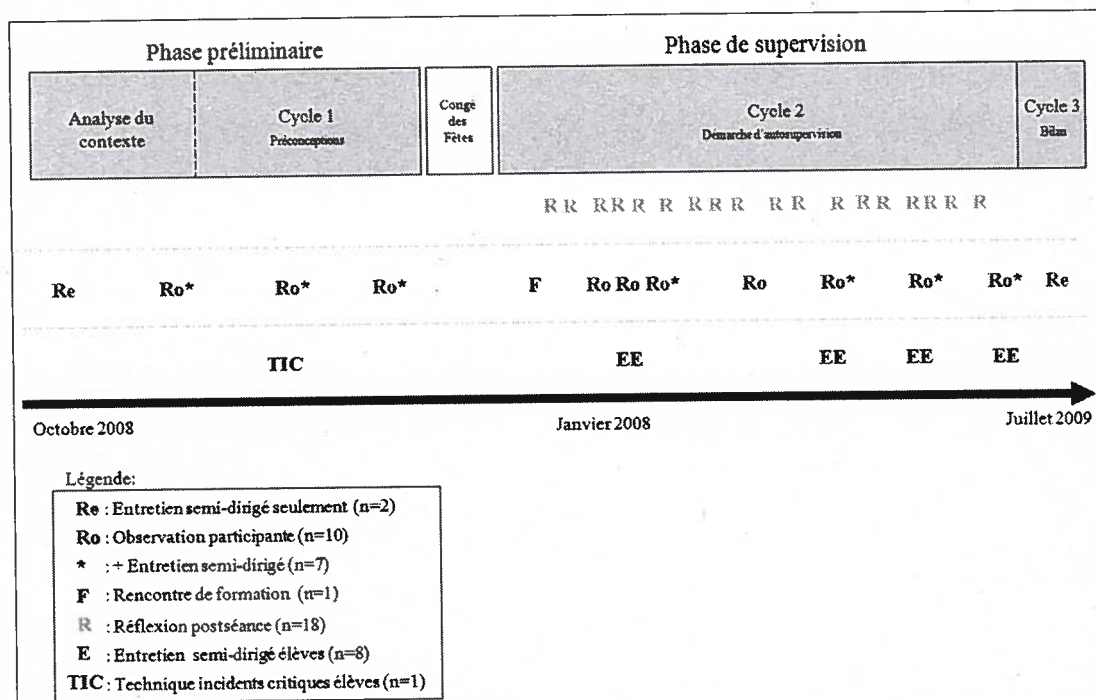 Phase préliminaire
Phase de supervision
Analyse du
contexte
Cycle 1
Préconceptions
Congé
des
Fêtes
Cycle 2
Démarche d'autosupervision
Cycle 3
Bilan
R R RR R R RR R R R R RR RRR R
Re Ro* Ro* Ro* F Ro Ro Ro* Ro Ro* Ro* Ro* Re
TIC EE EE EE EE
Octobre 2008 Janvier 2008 Juillet 2009
Légende:
Re : Entretien semi-dirigé seulement (n=2)
Ro : Observation participante (n=10)
* : + Entretien semi-dirigé (n=7)
F : Rencontre de formation (n=1)
R : Réflexion postséance (n=18)
E : Entretien semi-dirigé élèves (n=8)
TIC : Technique incidents critiques élèves (n=1)